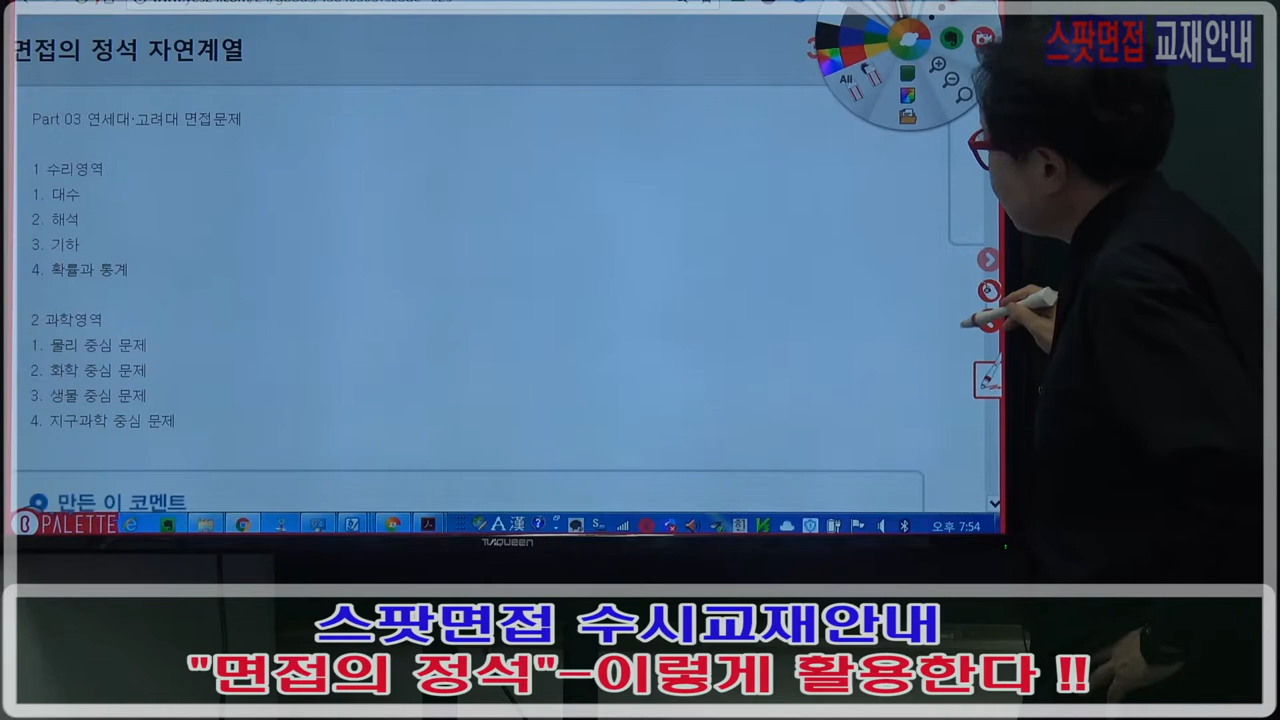 스팟면접 교재안내
면접의 정석 자연계열
All
Part 03 연세대·고려대 면접문제
1 수리영역
1. 대수
2. 해석
3. 기하
4. 확률과 통계
2 과학영역
1. 물리 중심 문제
2. 화학 중심 문제
3. 생물 중심 문제
4. 지구과학 중심 문제
만든 이 코멘트
PALETTE
A 漢
오후 7:54
스팟면접 수시교재안내
"면접의 정석"-이렇게 활용한다 !!